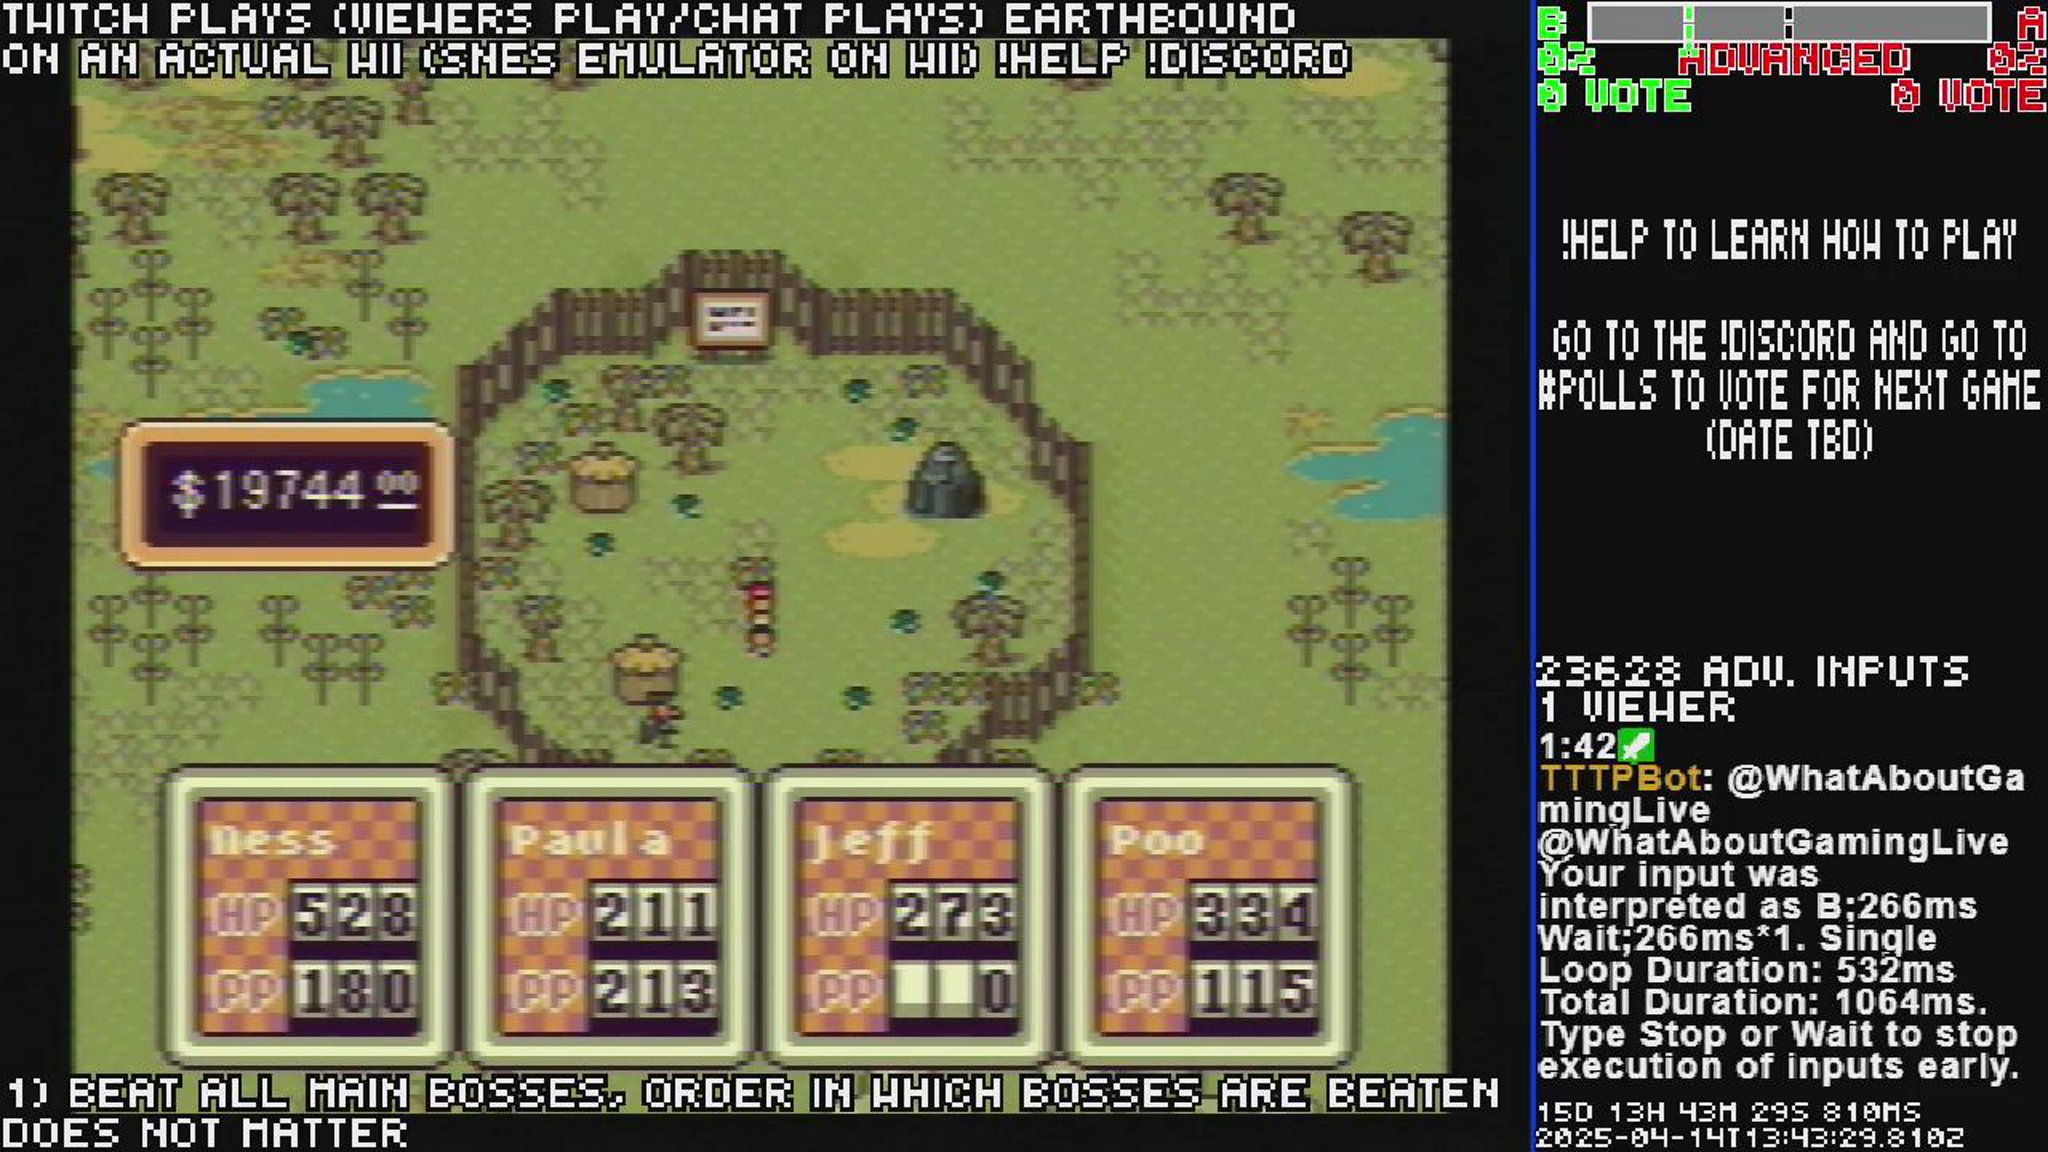 TWITCH PLAYS (VIEWERS PLAY/CHAT PLAYS) EARTHBOUND
ON AN ACTUAL WII (SNES EMULATOR ON WII) !HELP !DISCORD
B A
0% ADVANCED 0%
0 VOTE 0 VOTE
!HELP TO LEARN HOW TO PLAY
GO TO THE !DISCORD AND GO TO
#POLLS TO VOTE FOR NEXT GAME
(DATE TBD)
$19744.00
23628 ADV. INPUTS
1 VIEWER
1:42
TTTPBot: @WhatAboutGa
mingLive
@WhatAboutGamingLive
Your input was
interpreted as B;266ms
Wait;266ms*1. Single
Loop Duration: 532ms
Total Duration: 1064ms.
Type Stop or Wait to stop
execution of inputs early.
Ness Paula Jeff Poo
HP 528 HP 211 HP 273 HP 334
PP 180 PP 213 PP 0 PP 115
1) BEAT ALL MAIN BOSSES, ORDER IN WHICH BOSSES ARE BEATEN
DOES NOT MATTER
15D 13H 43M 29S 810MS
2025-04-14T13:43:29.810Z